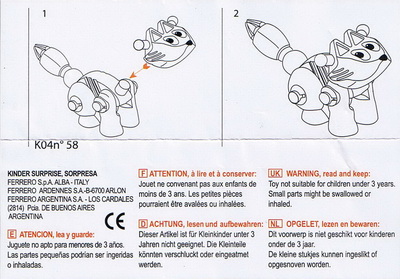 1
2
K04n° 58
KINDER SURPRISE, SORPRESA
FERRERO S.p.A. ALBA - ITALY
FERRERO ARDENNES S.A.-B-6700 ARLON
FERRERO ARGENTINA S.A. - LOS CARDALES
(2814) Pcia. DE BUENOS AIRES
ARGENTINA
CE
E ATENCION, lea y guarde:
Juguete no apto para menores de 3 años.
Las partes pequeñas podrían ser ingeridas
o inhaladas.
F ATTENTION, à lire et à conserver:
Jouet ne convenant pas aux enfants de
moins de 3 ans. Les petites pièces
pourraient être avalées ou inhalées.
D ACHTUNG, lesen und aufbewahren:
Dieser Artikel ist für Kleinkinder unter 3
Jahren nicht geeignet. Die Kleinteile
könnten verschluckt oder eingeatmet
werden.
UK WARNING, read and keep:
Toy not suitable for children under 3 years.
Small parts might be swallowed or
inhaled.
NL OPGELET, lezen en bewaren:
Dit voorwerp is niet geschikt voor kinderen
onder de 3 jaar.
De kleine stukjes kunnen ingeslikt of
opgesnoven worden.